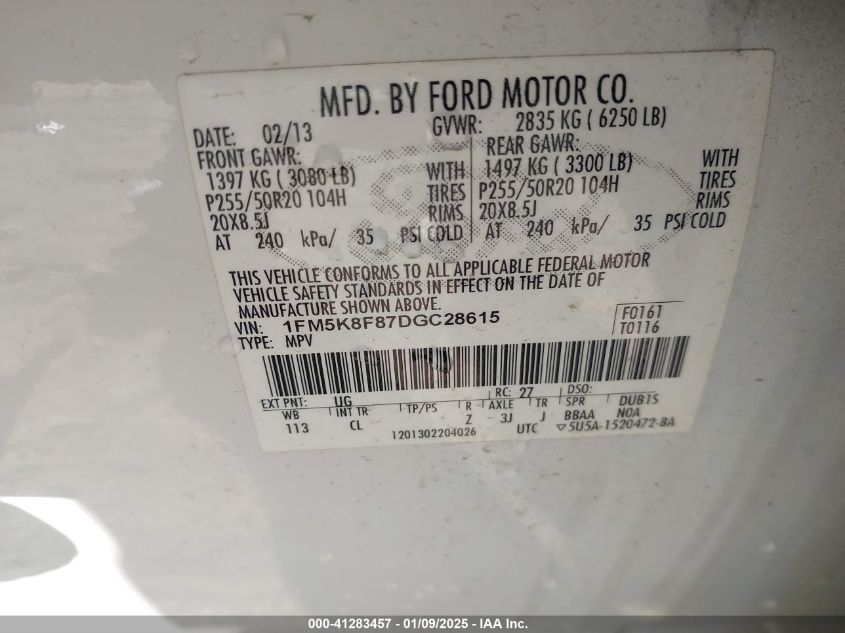 MFD. BY FORD MOTOR CO.
DATE: 02/13 GVWR: 2835 KG ( 6250 LB)
FRONT GAWR: REAR GAWR:
1397 KG ( 3080 LB) WITH 1497 KG ( 3300 LB) WITH
P255/50R20 104H TIRES P255/50R20 104H TIRES
20X8.5J RIMS 20X8.5J RIMS
AT 240 kPa/ 35 PSI COLD AT 240 kPa/ 35 PSI COLD
THIS VEHICLE CONFORMS TO ALL APPLICABLE FEDERAL MOTOR
VEHICLE SAFETY STANDARDS IN EFFECT ON THE DATE OF
MANUFACTURE SHOWN ABOVE.
VIN: 1FM5K8F87DGC28615 F0161
TYPE: MPV T0116
EXT PNT: UG RC: 27 DSO:
WB INT TR TP/PS R AXLE TR SPR DUB1S
113 CL Z 3J J BBAA NOA
1201302204026 UTC ▽5U5A-1520472-BA
000-41283457 - 01/09/2025 - IAA Inc.